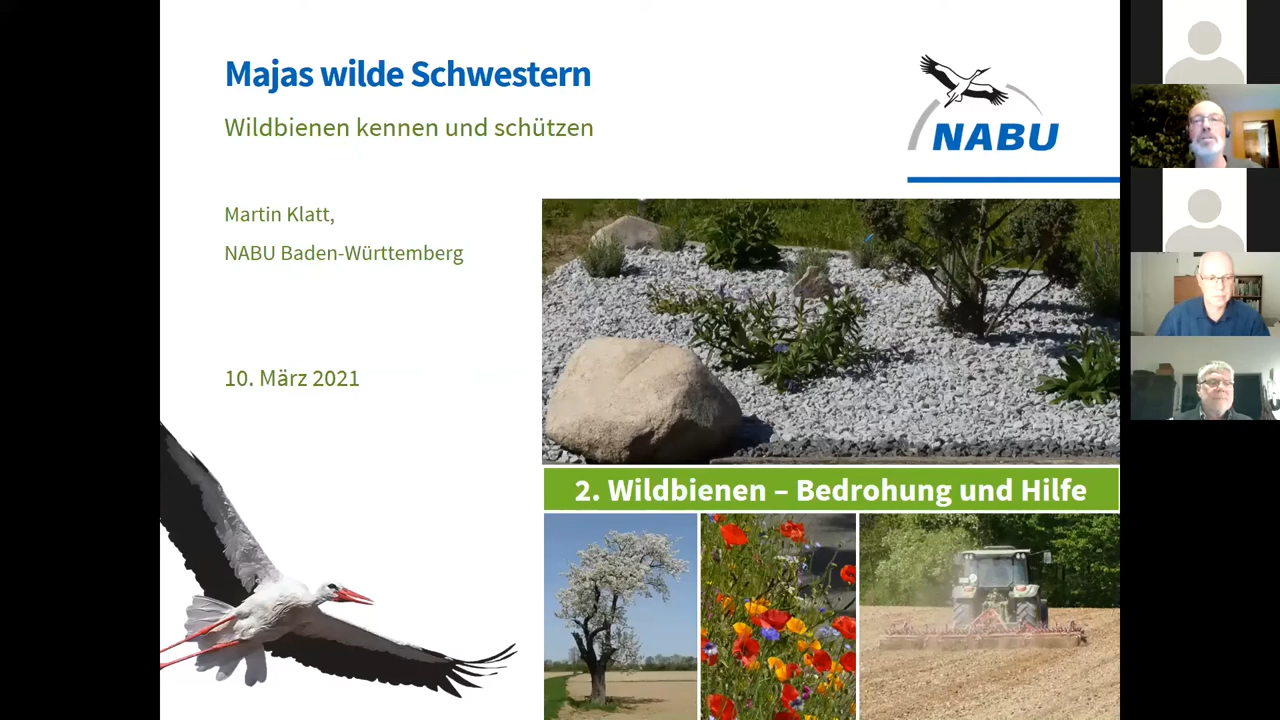 Majas wilde Schwestern
Wildbienen kennen und schützen
NABU
Martin Klatt,
NABU Baden-Württemberg
10. März 2021
2. Wildbienen – Bedrohung und Hilfe